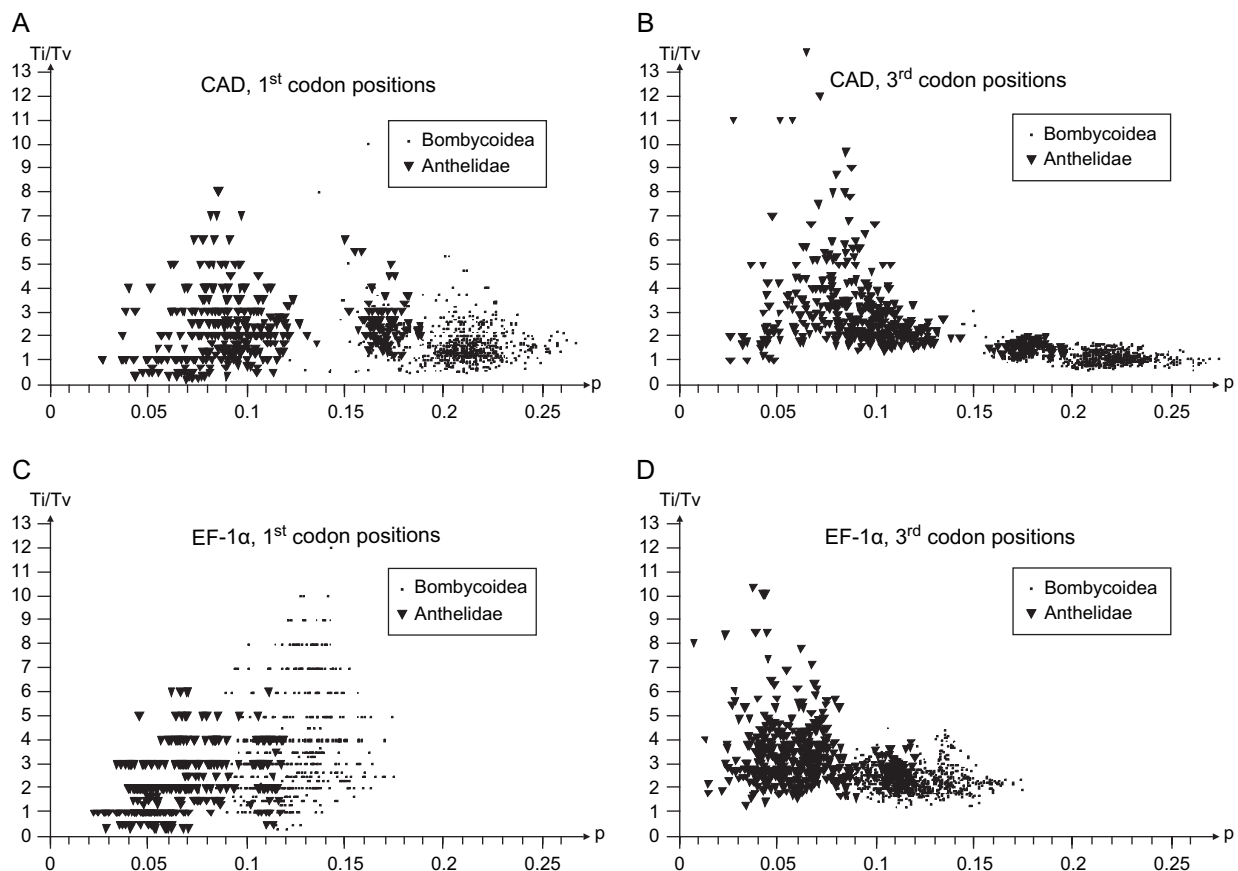 A
Ti/Tv
CAD, 1st codon positions
Bombycoidea
Anthelidae
13
12
11
10
9
8
7
6
5
4
3
2
1
0
0 0.05 0.1 0.15 0.2 0.25
p
B
Ti/Tv
CAD, 3rd codon positions
Bombycoidea
Anthelidae
13
12
11
10
9
8
7
6
5
4
3
2
1
0
0 0.05 0.1 0.15 0.2 0.25
p
C
Ti/Tv
EF-1α, 1st codon positions
Bombycoidea
Anthelidae
13
12
11
10
9
8
7
6
5
4
3
2
1
0
0 0.05 0.1 0.15 0.2 0.25
p
D
Ti/Tv
EF-1α, 3rd codon positions
Bombycoidea
Anthelidae
13
12
11
10
9
8
7
6
5
4
3
2
1
0
0 0.05 0.1 0.15 0.2 0.25
p